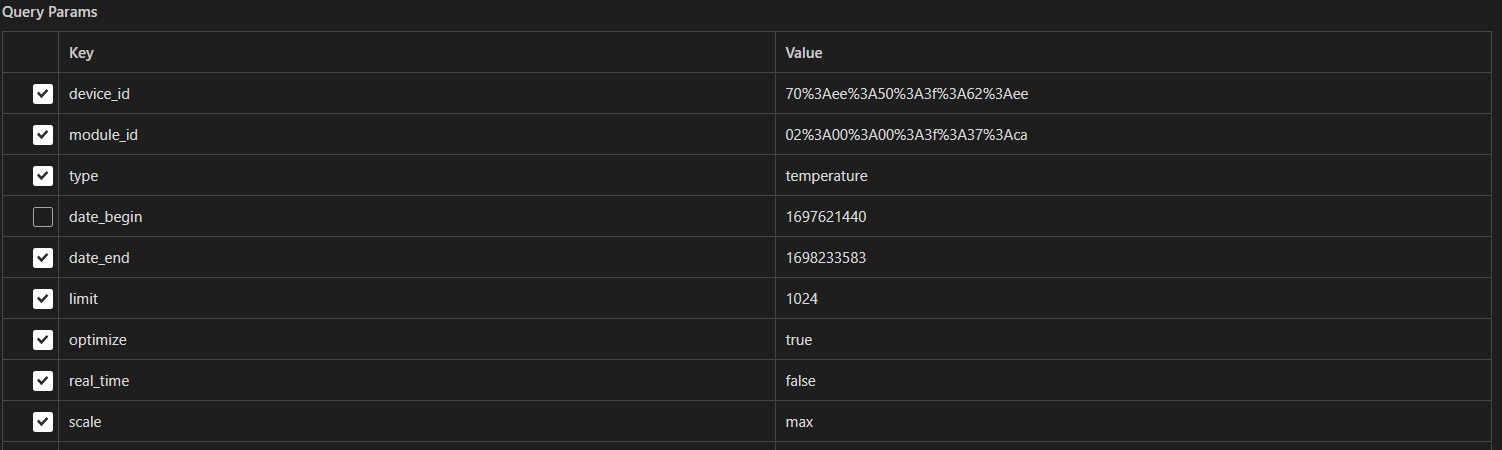 Query Params
Key Value
device_id 70%3Aee%3A50%3A3f%3A62%3Aee
module_id 02%3A00%3A00%3A3f%3A37%3Aca
type temperature
date_begin 1697621440
date_end 1698233583
limit 1024
optimize true
real_time false
scale max